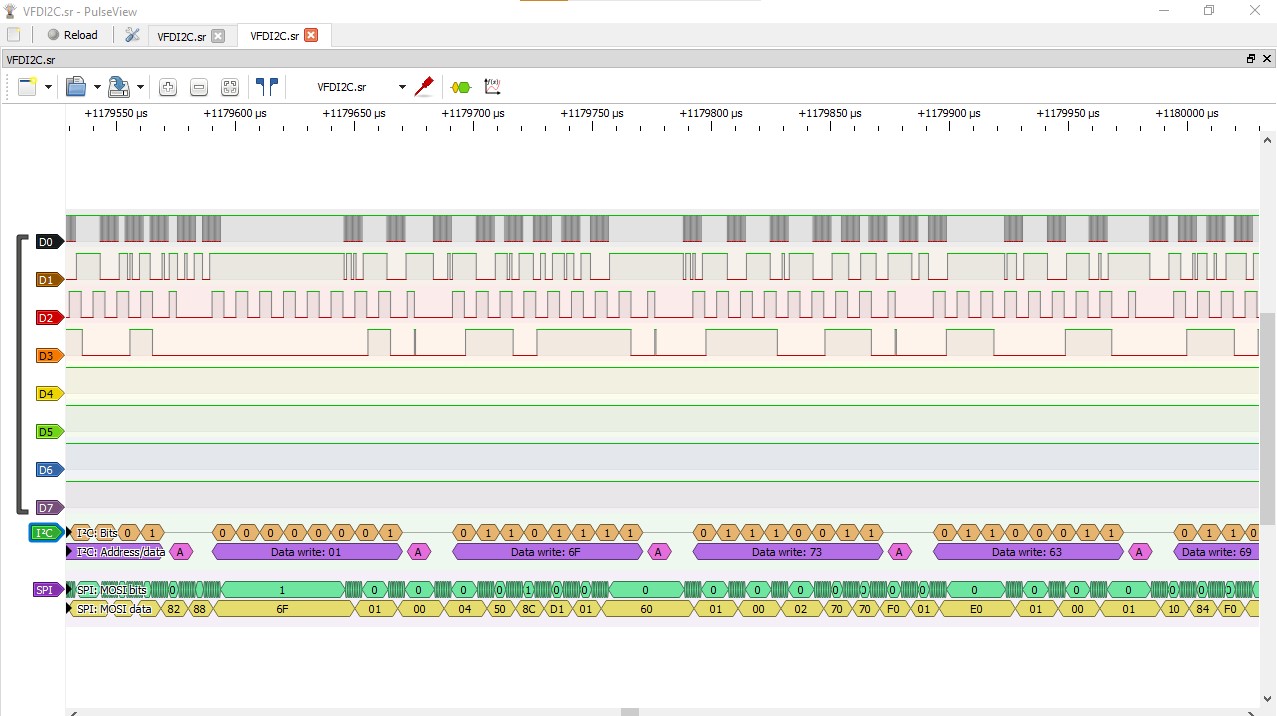 VFDI2C.sr - PulseView
Reload VFDI2C.sr VFDI2C.sr
VFDI2C.sr
VFDI2C.sr f(x)
+1179550 µs +1179600 µs +1179650 µs +1179700 µs +1179750 µs +1179800 µs +1179850 µs +1179900 µs +1179950 µs +1180000 µs
D0
D1
D2
D3
D4
D5
D6
D7
I²C I²C: Bits 0 1 0 0 0 0 0 0 0 1 0 1 1 0 1 1 1 1 0 1 1 1 0 0 1 1 0 1 1 0 0 0 1 1 0 1 1 0
I²C: Address/data A Data write: 01 A Data write: 6F A Data write: 73 A Data write: 63 A Data write: 69
SPI SPI: MOSI bits 0 1 0 0 0 0 1 0 0 0 0 0 0 0 0 0 0 0 0 0 0 0 0
SPI: MOSI data 82 88 6F 01 00 04 50 8C D1 01 60 01 00 02 70 70 F0 01 E0 01 00 01 10 84 F0